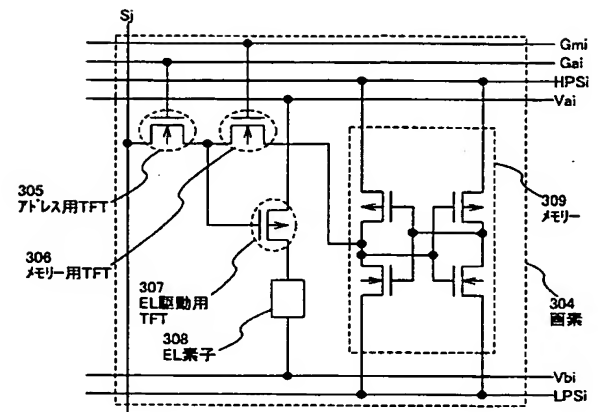 Sj
Gmi
Gai
HPSi
Vai
305
アドレス用TFT
306
メモリー用TFT
307
EL駆動用
TFT
308
EL素子
309
メモリー
304
画素
Vbi
LPSi